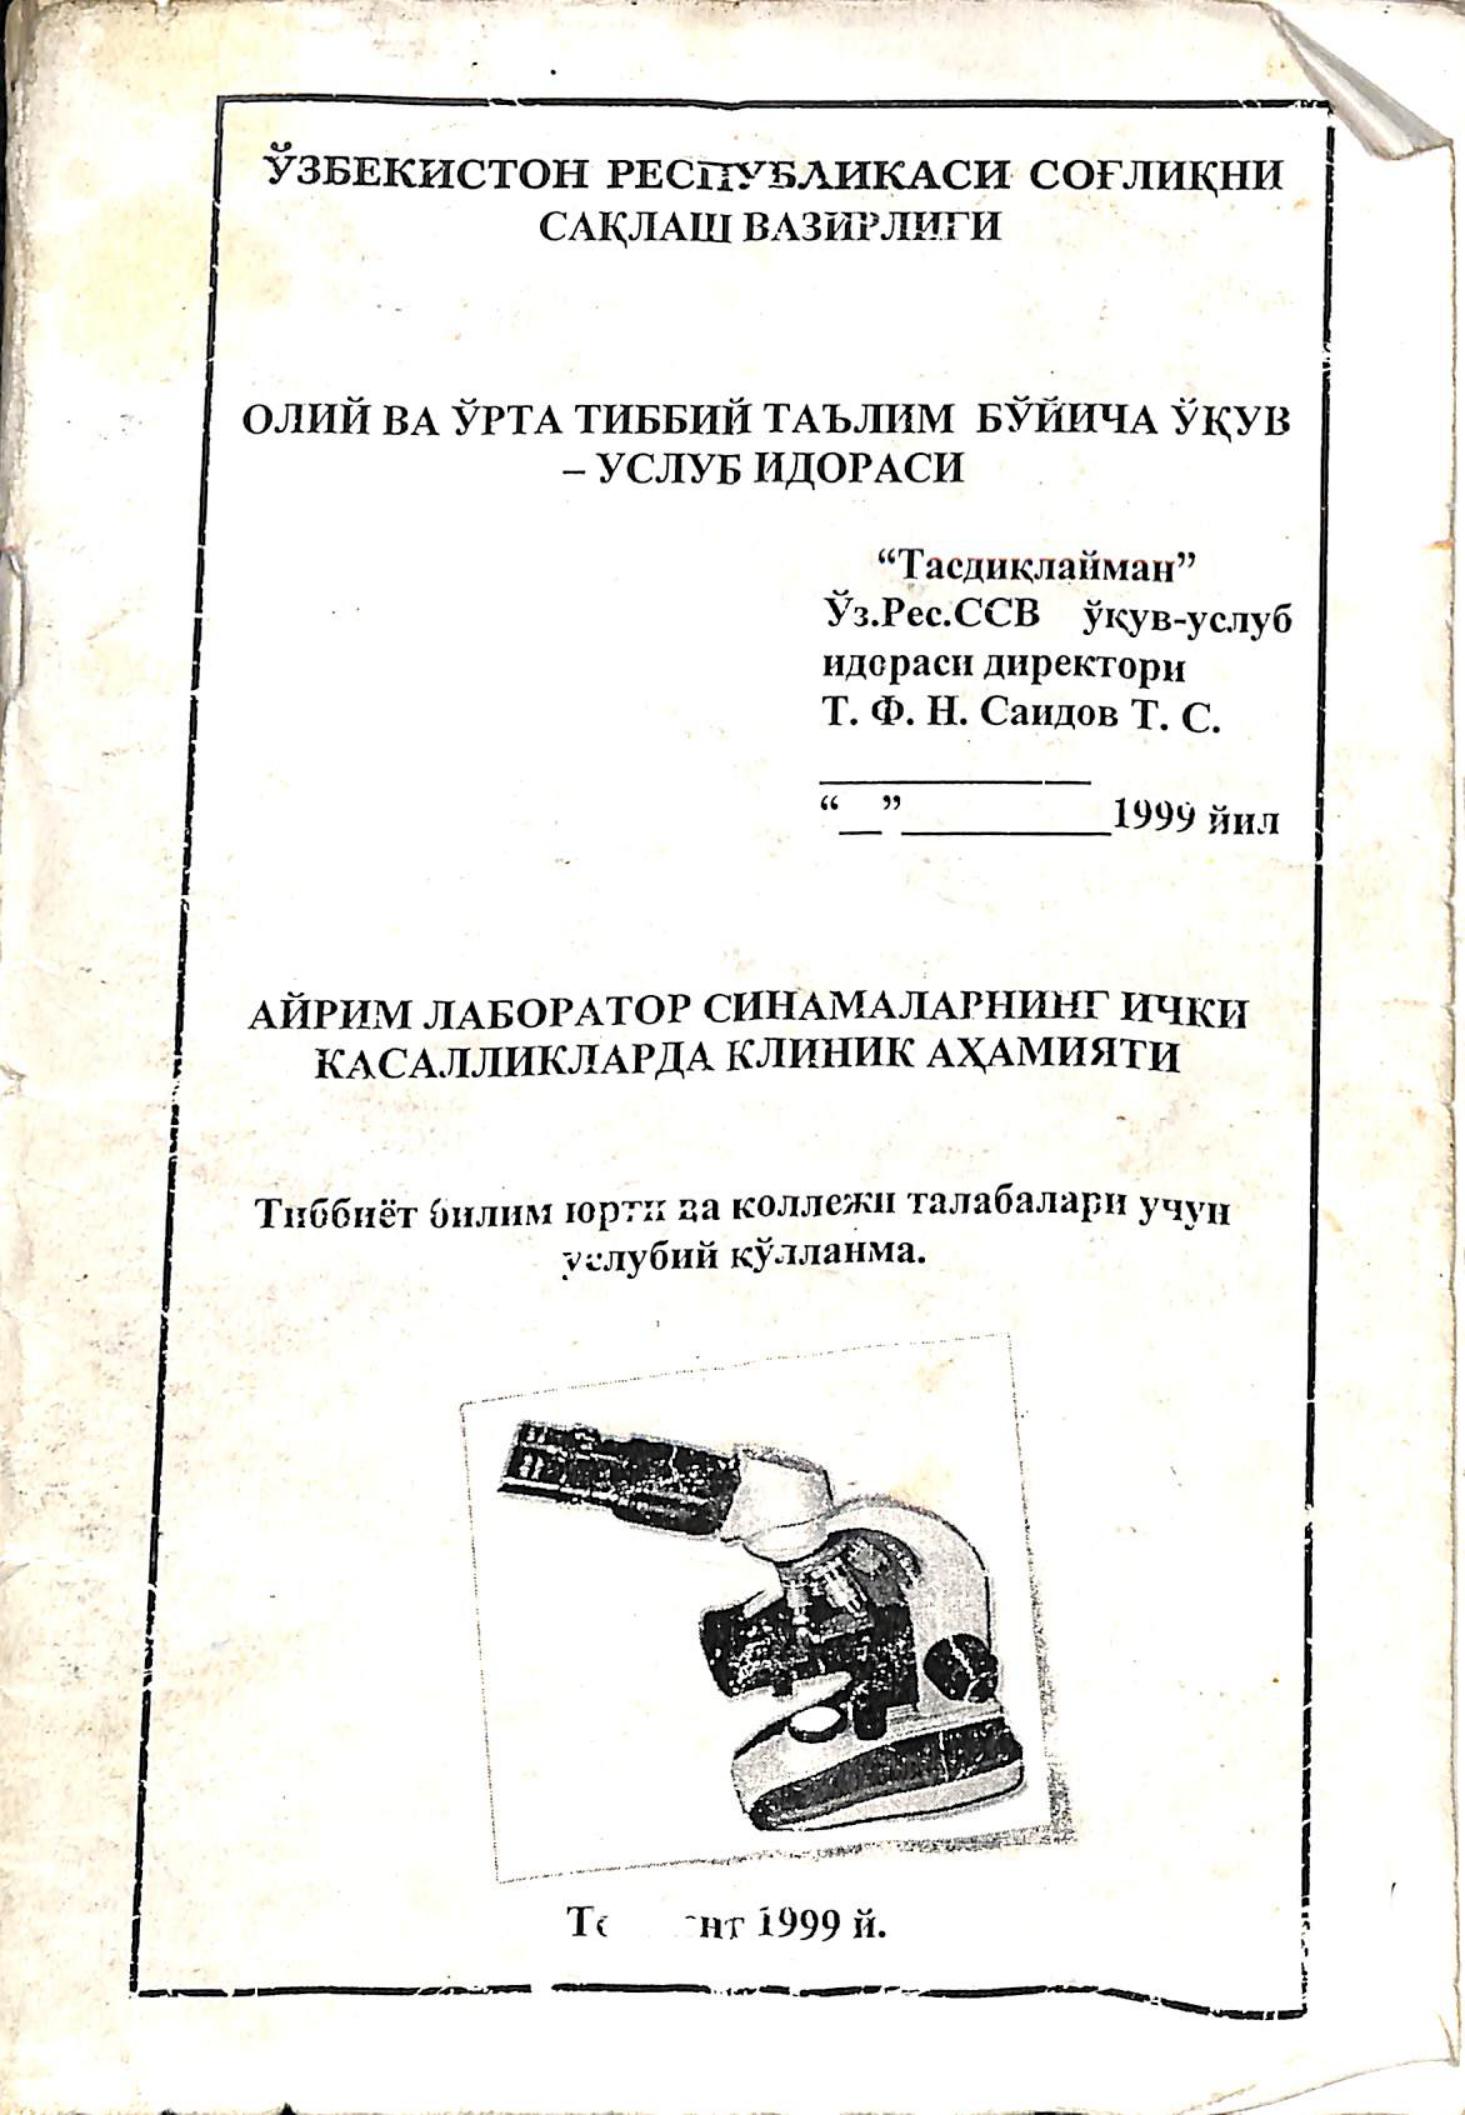 ЎЗБЕКИСТОН РЕСПУБЛИКАСИ СОҒЛИҚНИ
САҚЛАШ ВАЗИРЛИГИ
ОЛИЙ ВА ЎРТА ТИББИЙ ТАЪЛИМ БЎЙИЧА ЎҚУВ
– УСЛУБ ИДОРАСИ
“Тасдиқлайман”
Ўз.Рес.ССВ ўқув-услуб
идораси директори
Т. Ф. Н. Саидов Т. С.
“__”__________1999 йил
АЙРИМ ЛАБОРАТОР СИНАМАЛАРНИНГ ИЧКИ
КАСАЛЛИКЛАРДА КЛИНИК АҲАМИЯТИ
Тиббиёт билим юрти ва коллежи талабалари учун
услубий қўлланма.
1999 й.